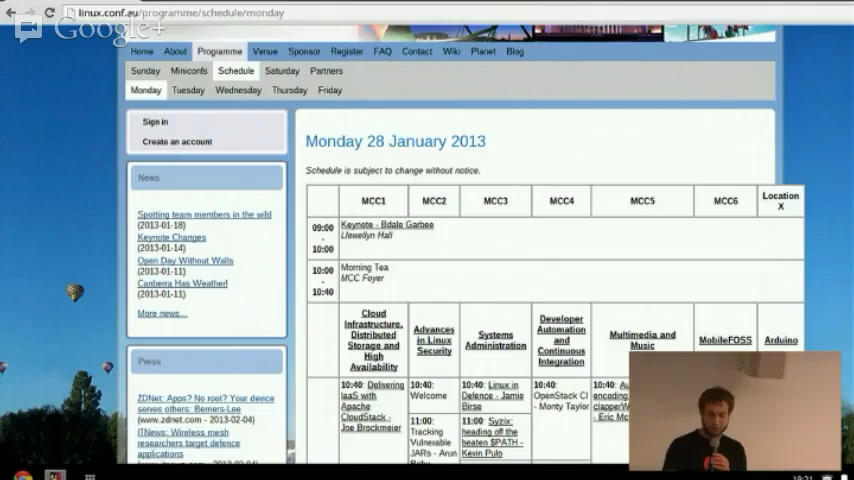 linux.conf.au/programme/schedule/monday
Google+
Home About Programme Venue Sponsor Register FAQ Contact Wiki Planet Blog
Sunday Miniconfs Schedule Saturday Partners
Monday Tuesday Wednesday Thursday Friday
Sign in
Create an account
News
Spotting team members in the wild
(2013-01-18)
Keynote Changes
(2013-01-14)
Open Day Without Walls
(2013-01-11)
Canberra Has Weather!
(2013-01-11)
More news...
Press
ZDNet: Apps? No root? Your device
serves others: Berners-Lee
(www.zdnet.com - 2013-02-04)
ITNews: Wireless mesh
researchers target defence
applications
Monday 28 January 2013
Schedule is subject to change without notice.
MCC1 MCC2 MCC3 MCC4 MCC5 MCC6 Location
X
09:00
-
10:00
Keynote - Bdale Garbee
Llewellyn Hall
10:00
-
10:40
Morning Tea
MCC Foyer
Cloud
Infrastructure,
Distributed
Storage and
High
Availability
Advances
in Linux
Security
Systems
Administration
Developer
Automation
and
Continuous
Integration
Multimedia and
Music
MobileFOSS
Arduino
10:40: Delivering
IaaS with
Apache
CloudStack -
Joe Brockmeier
10:40:
Welcome
11:00:
Tracking
Vulnerable
JARs - Arun
10:40: Linux in
Defence - Jamie
Birse
11:00: Syzix:
heading off the
beaten $PATH -
Kevin Pulo
10:40:
OpenStack CI
- Monty Taylor
10:40:
encoding
- Eric